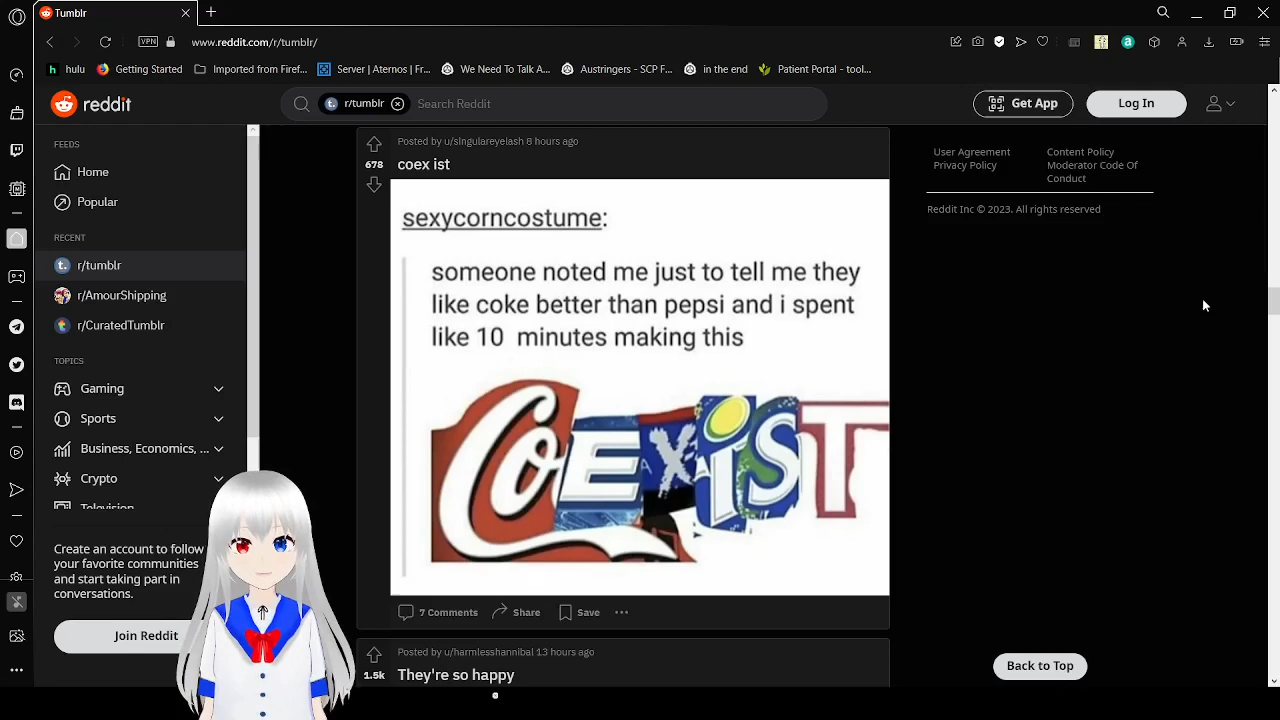 Tumblr
VPN
www.reddit.com/r/tumblr/
hulu
Getting Started
Imported from Firef...
Server | Aternos | Fr...
We Need To Talk A...
Austringers - SCP F...
in the end
Patient Portal - tool...
reddit
r/tumblr
Search Reddit
Get App
Log In
FEEDS
Home
Popular
RECENT
r/tumblr
r/AmourShipping
r/CuratedTumblr
TOPICS
Gaming
Sports
Business, Economics, ...
Crypto
Television
Create an account to follow
your favorite communities
and start taking part in
conversations.
Join Reddit
Posted by u/singulareyelash 8 hours ago
678
coex ist
sexycorncostume:
someone noted me just to tell me they
like coke better than pepsi and i spent
like 10 minutes making this
COEXIST
7 Comments
Share
Save
Posted by u/harmlesshannibal 13 hours ago
1.5k
They're so happy
User Agreement
Privacy Policy
Content Policy
Moderator Code Of
Conduct
Reddit Inc © 2023. All rights reserved
Back to Top